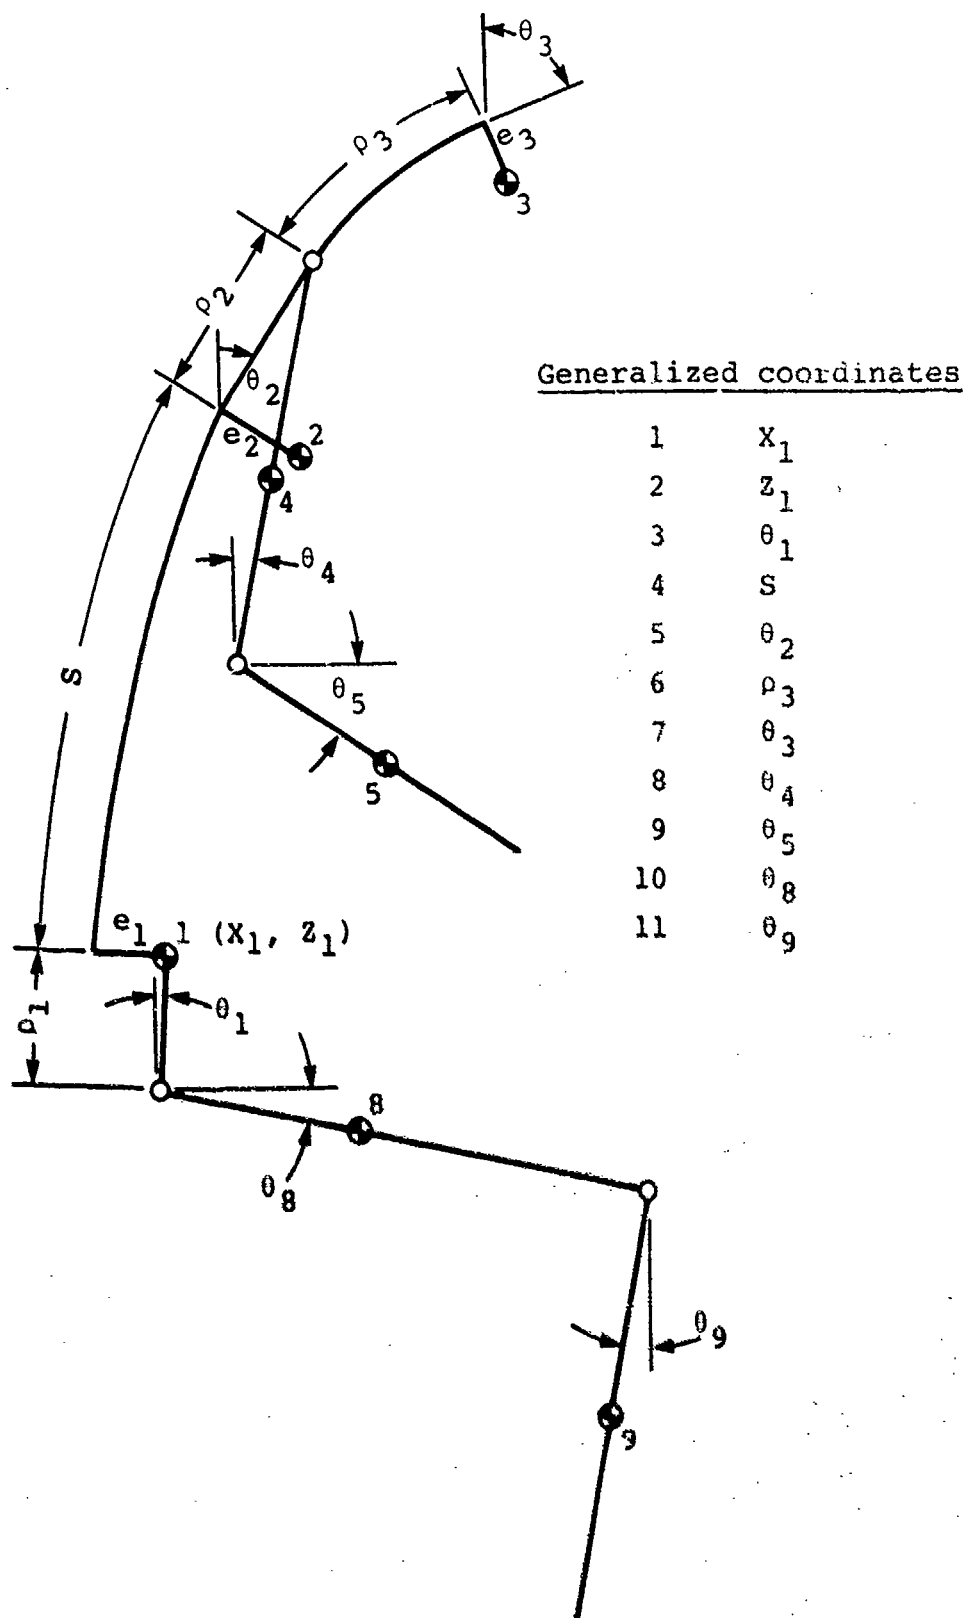 θ₃
ρ₃
e₃
3
ρ₂
θ₂
e₂ 2
4
θ₄
S
θ₅
5
e₁ 1 (X₁, Z₁)
ρ₁
θ₁
8
θ₈
θ₉
9
Generalized coordinates
1 X₁
2 Z₁
3 θ₁
4 S
5 θ₂
6 ρ₃
7 θ₃
8 θ₄
9 θ₅
10 θ₈
11 θ₉